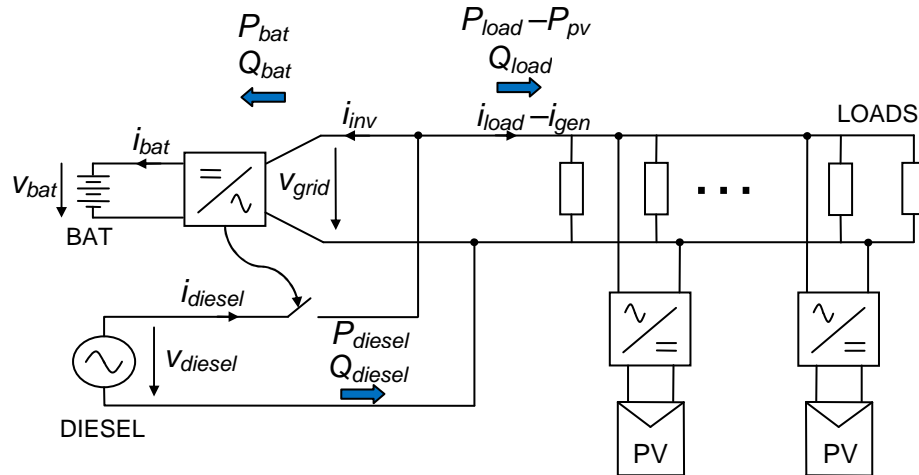 P_bat
Q_bat
P_load – P_pv
Q_load
i_bat
i_inv
i_load – i_gen
LOADS
v_bat
v_grid
BAT
i_diesel
v_diesel
P_diesel
Q_diesel
DIESEL
PV
PV